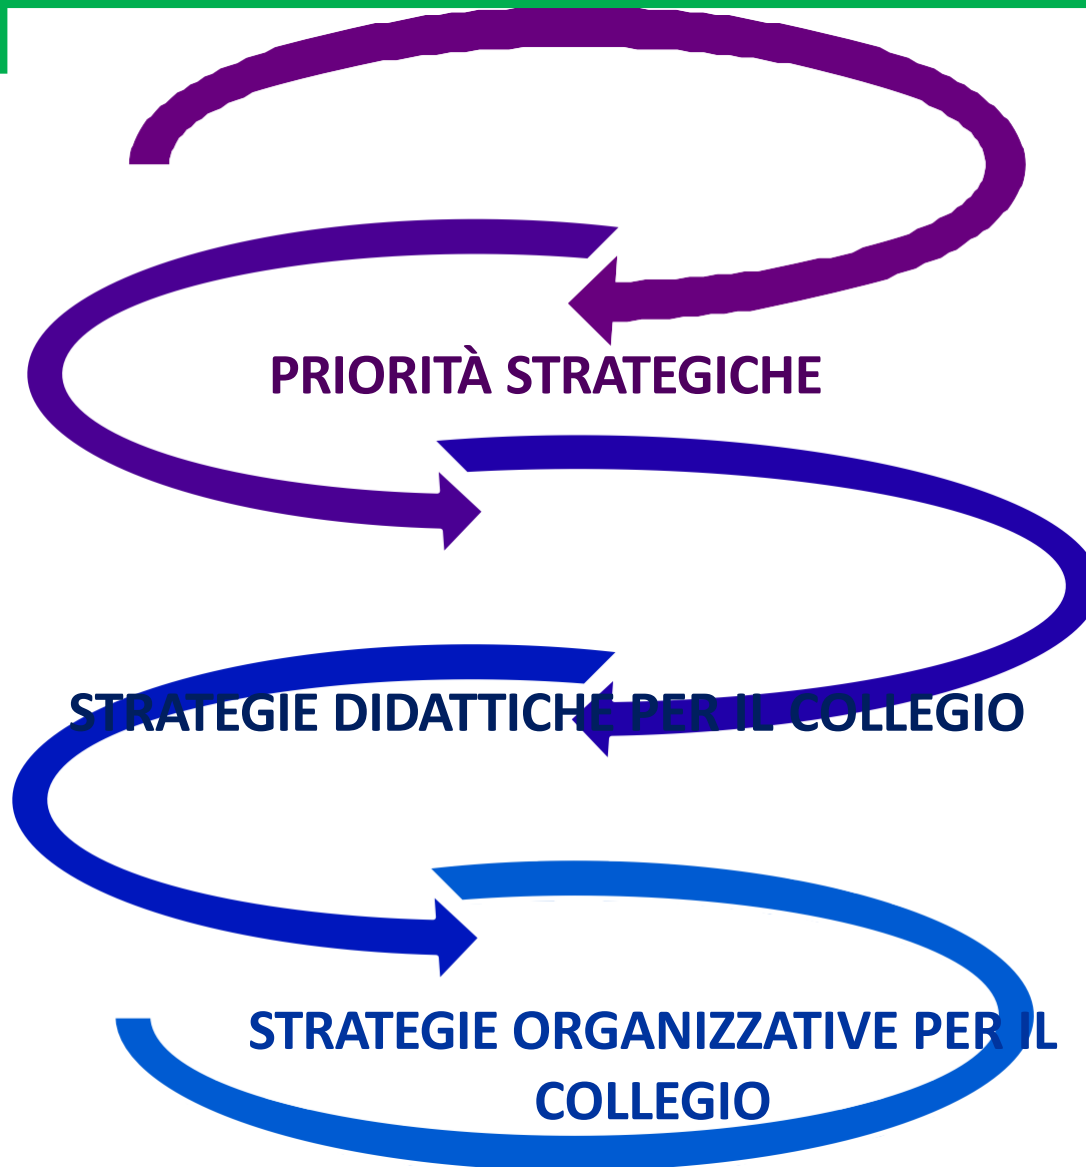 PRIORITÀ STRATEGICHE
STRATEGIE DIDATTICHE PER IL COLLEGIO
STRATEGIE ORGANIZZATIVE PER IL
COLLEGIO